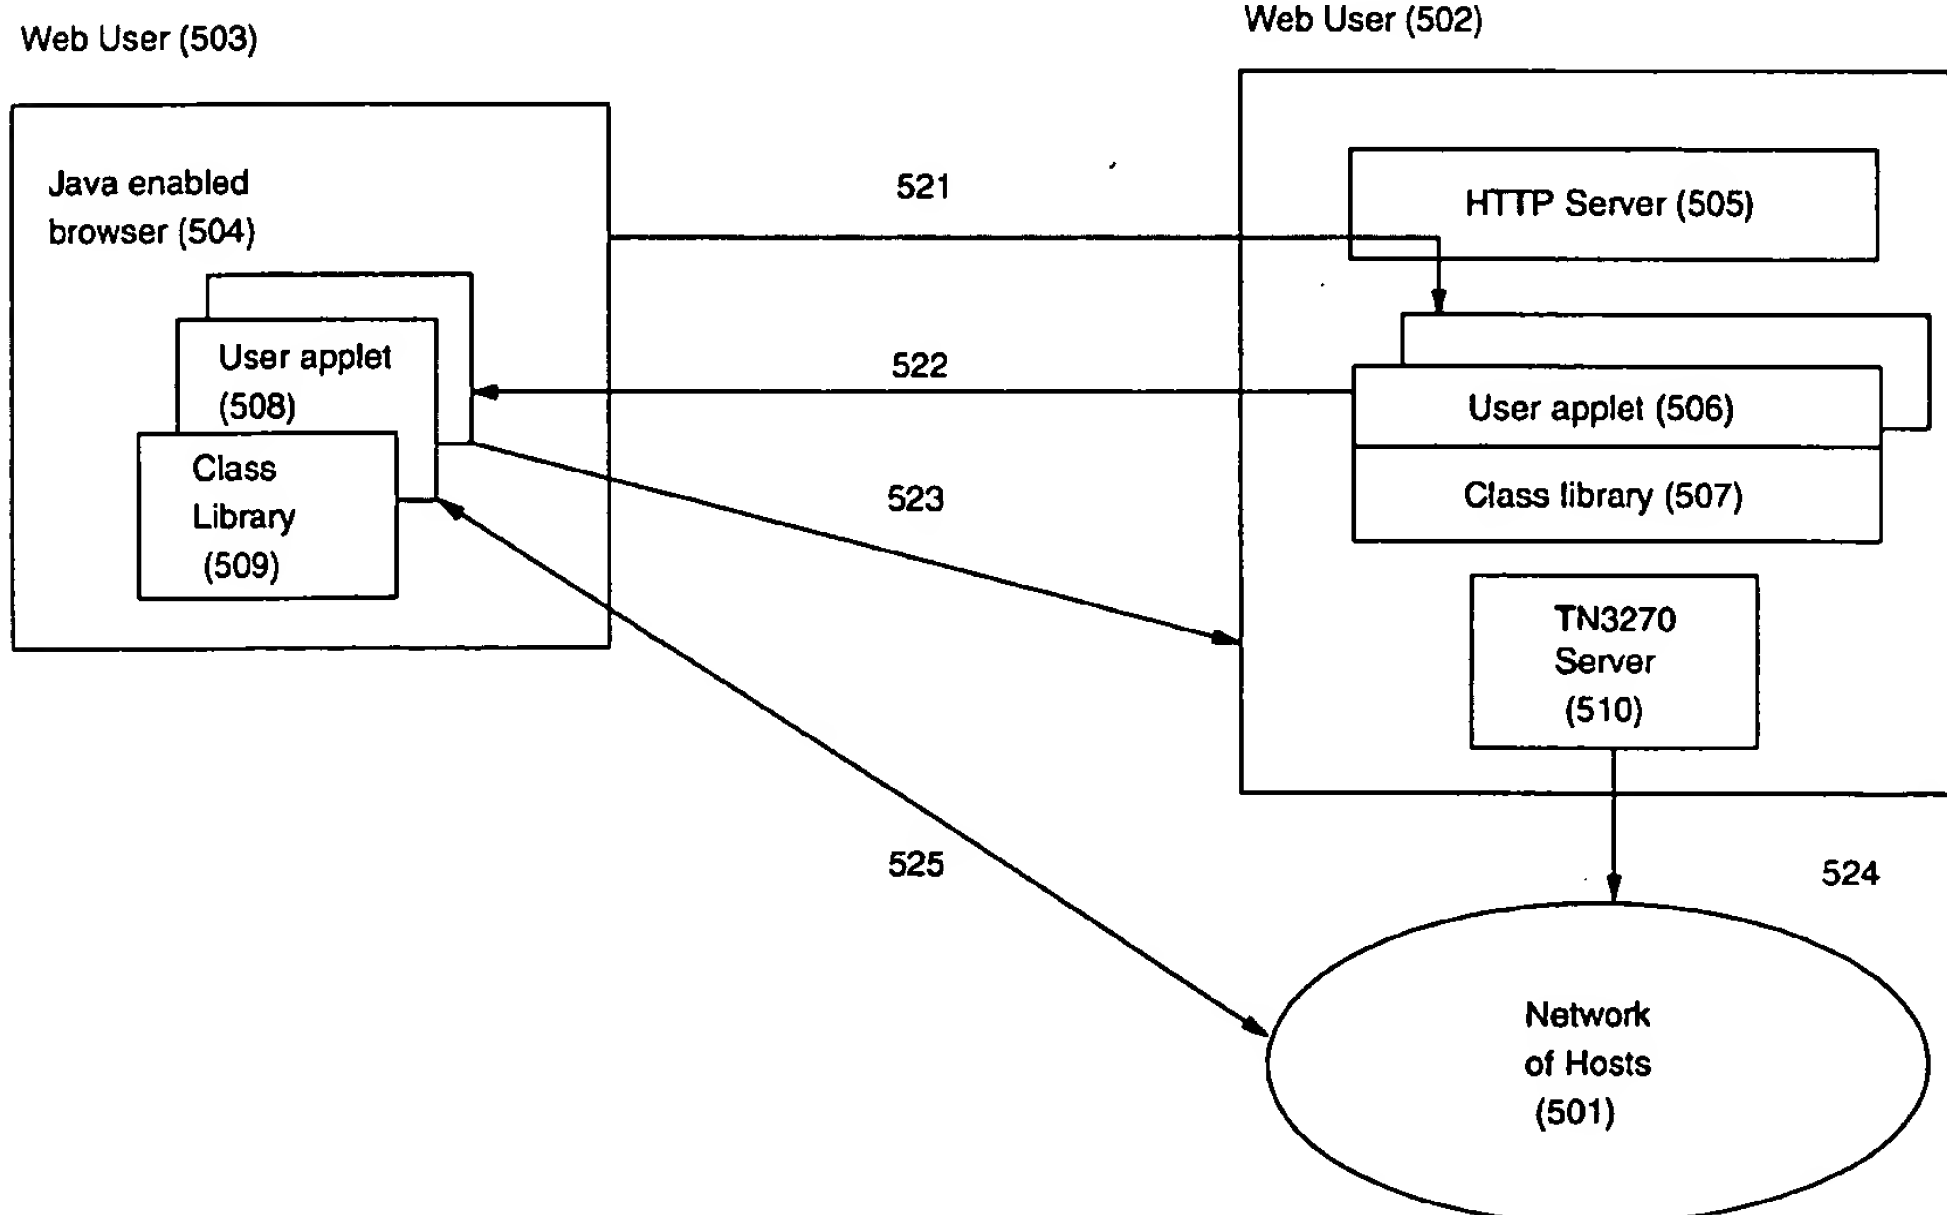 Web User (503)
Web User (502)
Java enabled
browser (504)
521
HTTP Server (505)
User applet
(508)
522
User applet (506)
Class
Library
(509)
523
Class library (507)
TN3270
Server
(510)
525
524
Network
of Hosts
(501)